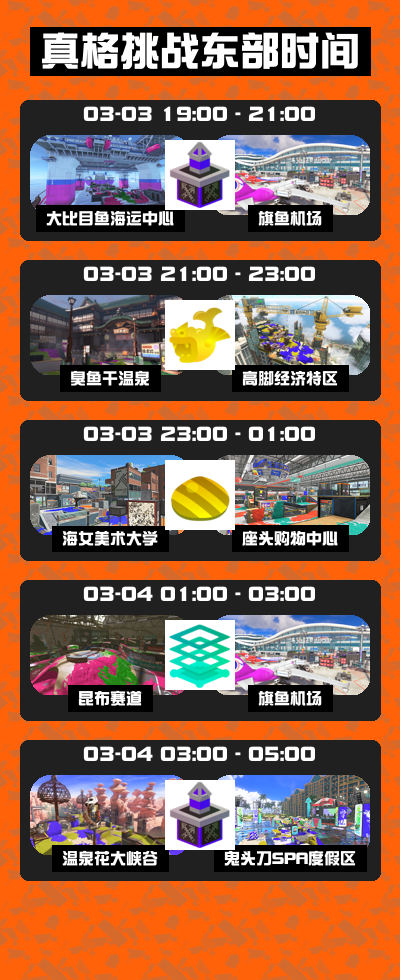 真格挑战东部时间
03-03 19:00 - 21:00
大比目鱼海运中心
旗鱼机场
03-03 21:00 - 23:00
臭鱼干温泉
高脚经济特区
03-03 23:00 - 01:00
海女美术大学
座头购物中心
03-04 01:00 - 03:00
昆布赛道
旗鱼机场
03-04 03:00 - 05:00
温泉花大峡谷
鬼头刀SPA度假区